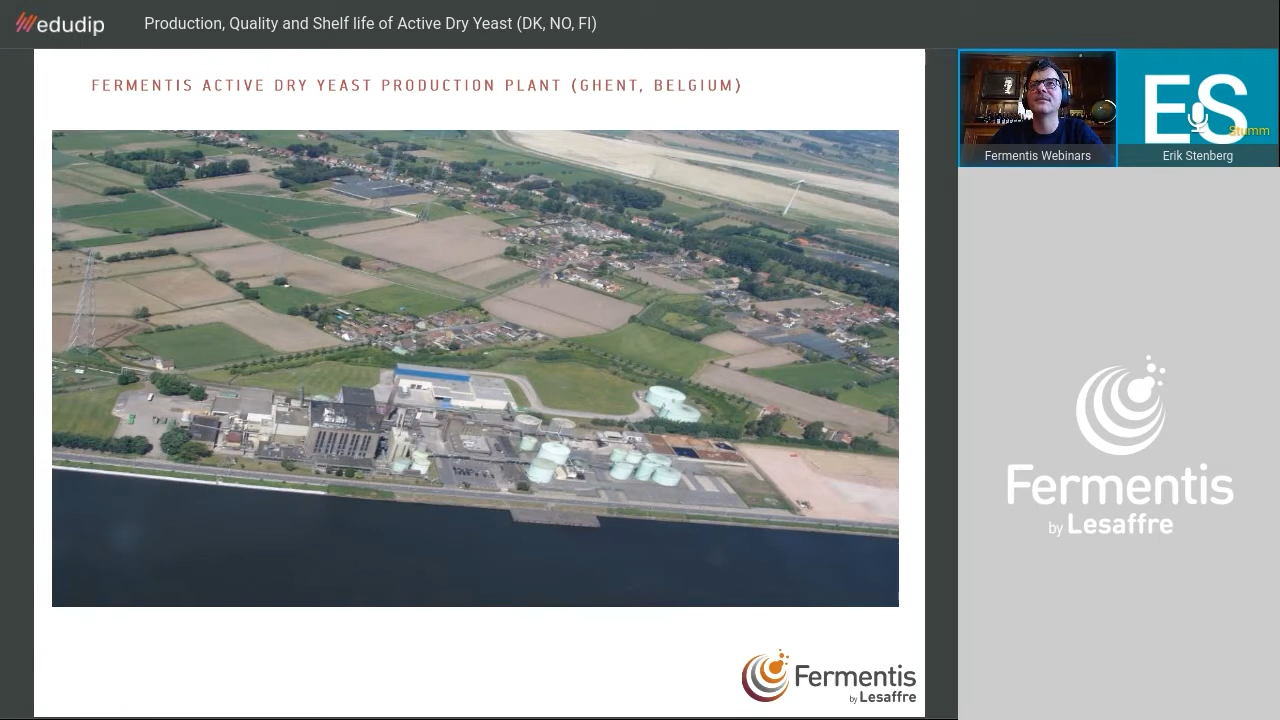 edudip
Production, Quality and Shelf life of Active Dry Yeast (DK, NO, FI)
FERMENTIS ACTIVE DRY YEAST PRODUCTION PLANT (GHENT, BELGIUM)
ES
Stumm
Fermentis Webinars
Erik Stenberg
Fermentis
by Lesaffre
Fermentis
by Lesaffre